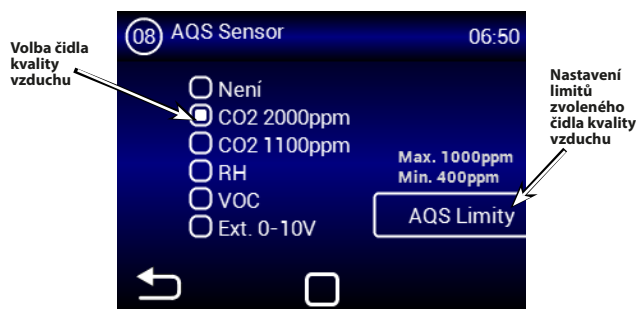 08 AQS Sensor 06:50
Volba čidla
kvality
vzduchu
Není
CO2 2000ppm
CO2 1100ppm
RH
VOC
Ext. 0-10V
Max. 1000ppm
Min. 400ppm
AQS Limity
Nastavení
limitů
zvoleného
čidla kvality
vzduchu